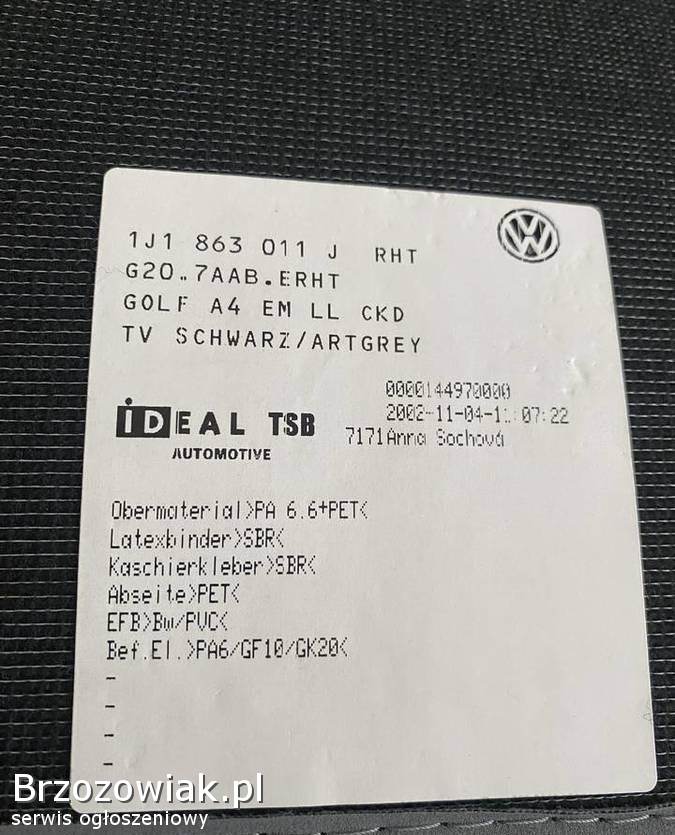 1J1 863 011 J RHT
G20.7AAB.ERHT
GOLF A4 EM LL CKD
TV SCHWARZ/ARTGREY
0000144970000
2002-11-04-1 07:22
7171Anna Sochová
iDEAL TSB
AUTOMOTIVE
Obermaterial>PA 6.6+PET<
Latexbinder>SBR<
Kaschierkleber>SBR<
Abseite>PET<
EFB>Bw/PVC<
Bef.El.>PA6/GF10/GK20<
-
-
-
-
Brzozowiak.pl
serwis ogłoszeniowy